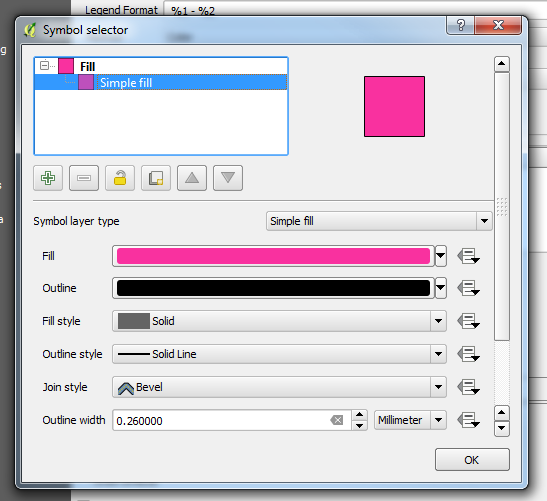 Legend Format %1 - %2
Symbol selector
Fill
Simple fill
Symbol layer type Simple fill
Fill
Outline
Fill style Solid
Outline style Solid Line
Join style Bevel
Outline width 0.260000 Millimeter
OK